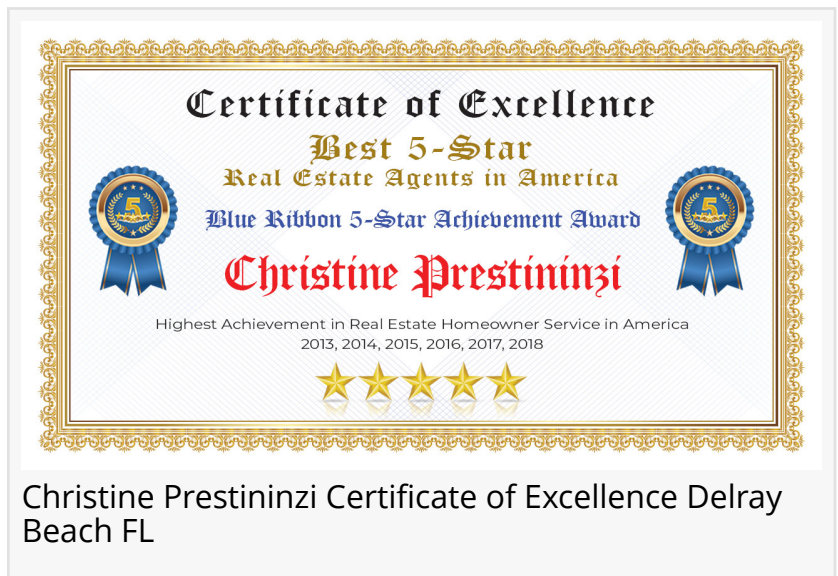 Certificate of Excellence
Best 5-Star
Real Estate Agents in America
Blue Ribbon 5-Star Achievement Award
5
5
Christine Prestininzi
Highest Achievement in Real Estate Homeowner Service in America
2013, 2014, 2015, 2016, 2017, 2018
Christine Prestininzi Certificate of Excellence Delray
Beach FL